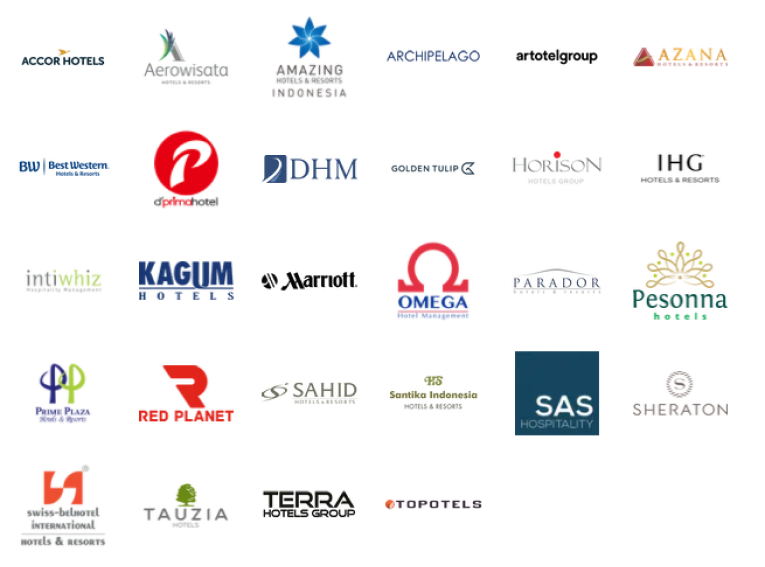 ACCOR HOTELS
Aerowisata
HOTELS & RESORTS
AMAZING
HOTELS & RESORTS
INDONESIA
ARCHIPELAGO
artotelgroup
AZANA
HOTELS & RESORTS
BW Best Western.
Hotels & Resorts
d'primahotel
DHM
GOLDEN TULIP
HORISON
HOTELS GROUP
IHG
HOTELS & RESORTS
intiwhiz
Hospitality Management
KAGUM
HOTELS
Marriott.
OMEGA
Hotel Management
PARADOR
hotels & resorts
Pesonna
hotels
PRIME PLAZA
Hotels & Resorts
RED PLANET
SAHID
HOTELS & RESORTS
HS
Santika Indonesia
HOTELS & RESORTS
SAS
HOSPITALITY
S
SHERATON
swiss-belhotel
international
HOTELS & RESORTS
TAUZIA
HOTELS
TERRA
HOTELS GROUP
TOPOTELS